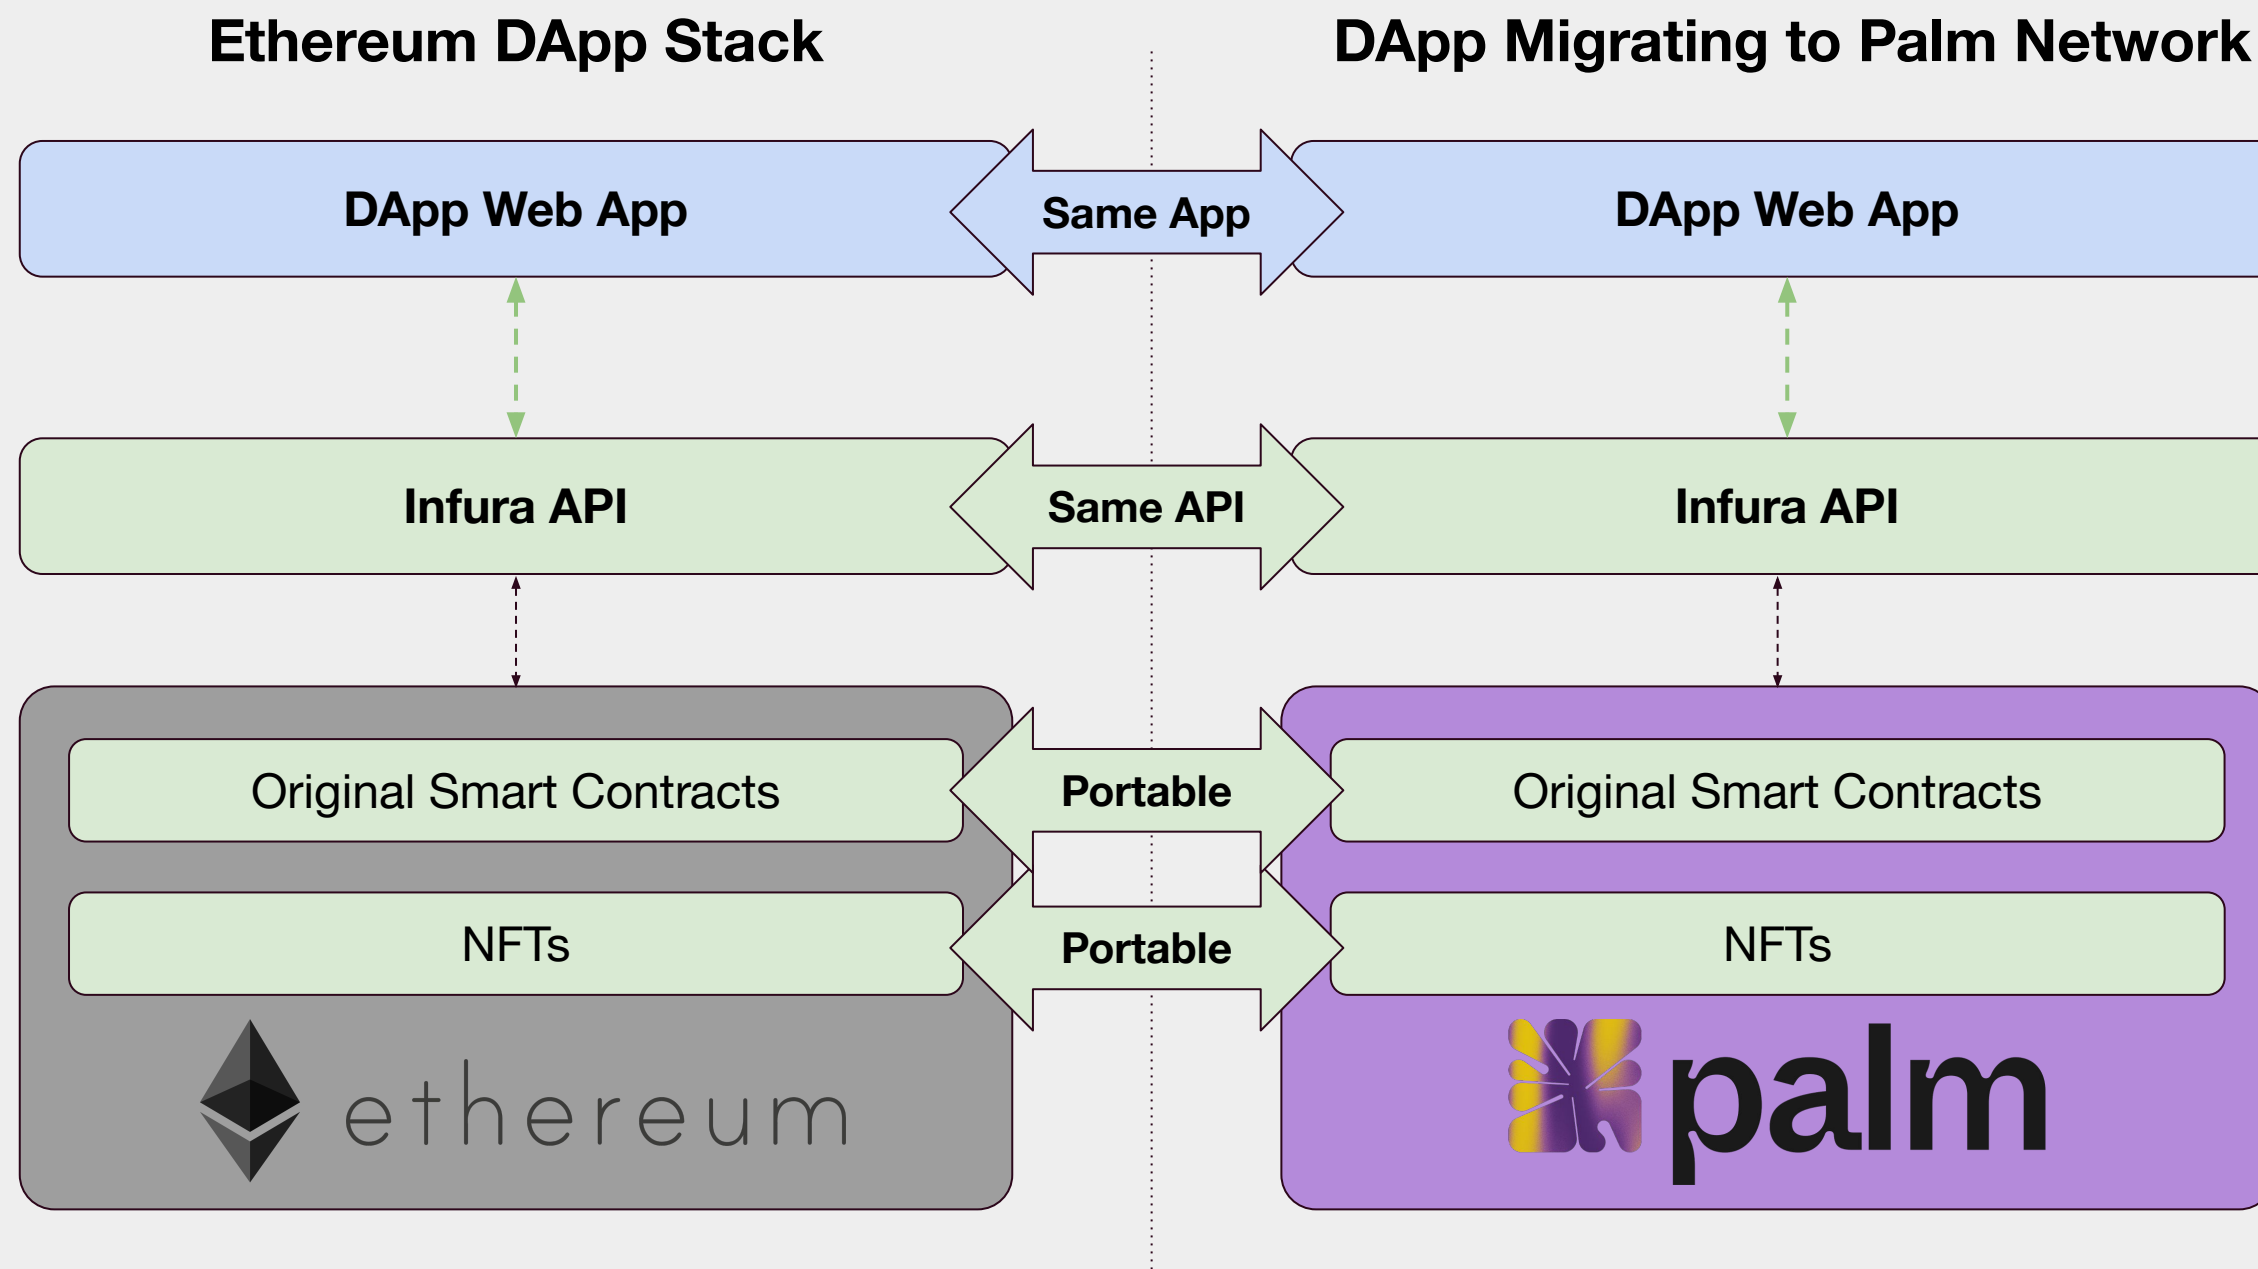 Ethereum DApp Stack
DApp Migrating to Palm Network
DApp Web App
Same App
DApp Web App
Infura API
Same API
Infura API
Original Smart Contracts
Portable
Original Smart Contracts
NFTs
Portable
NFTs
ethereum
palm